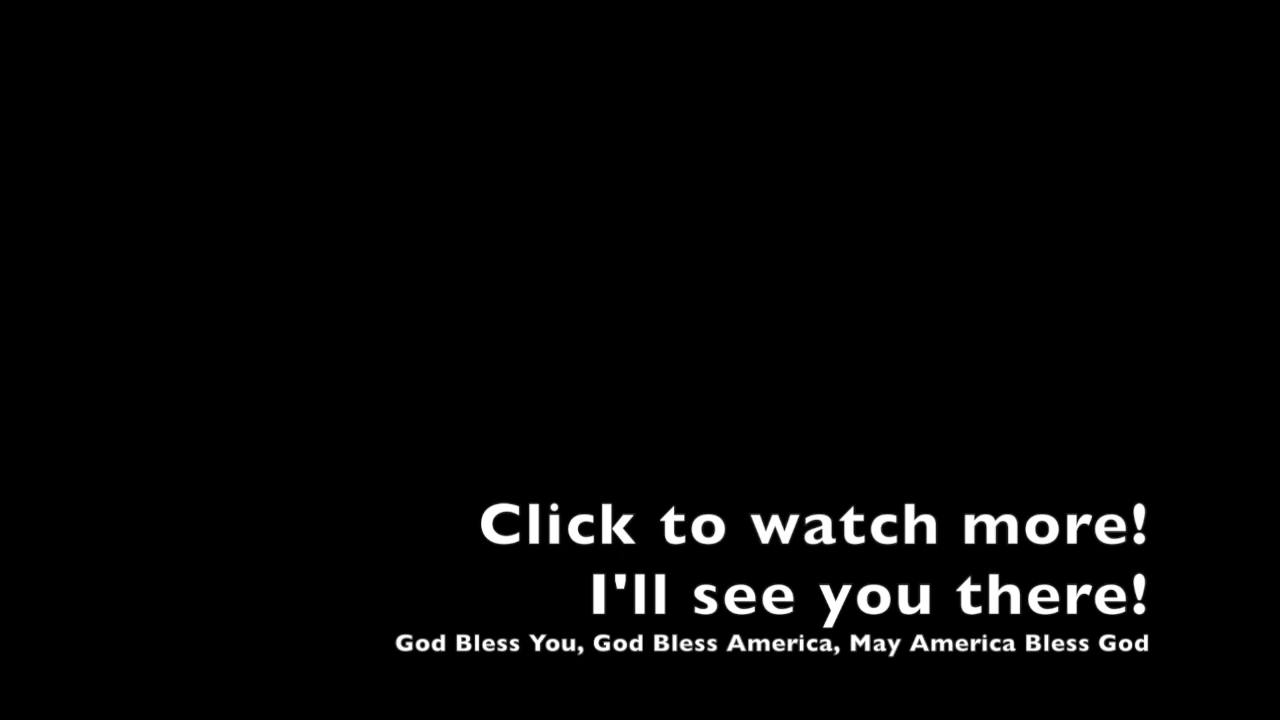 Click to watch more!
I'll see you there!
God Bless You, God Bless America, May America Bless God